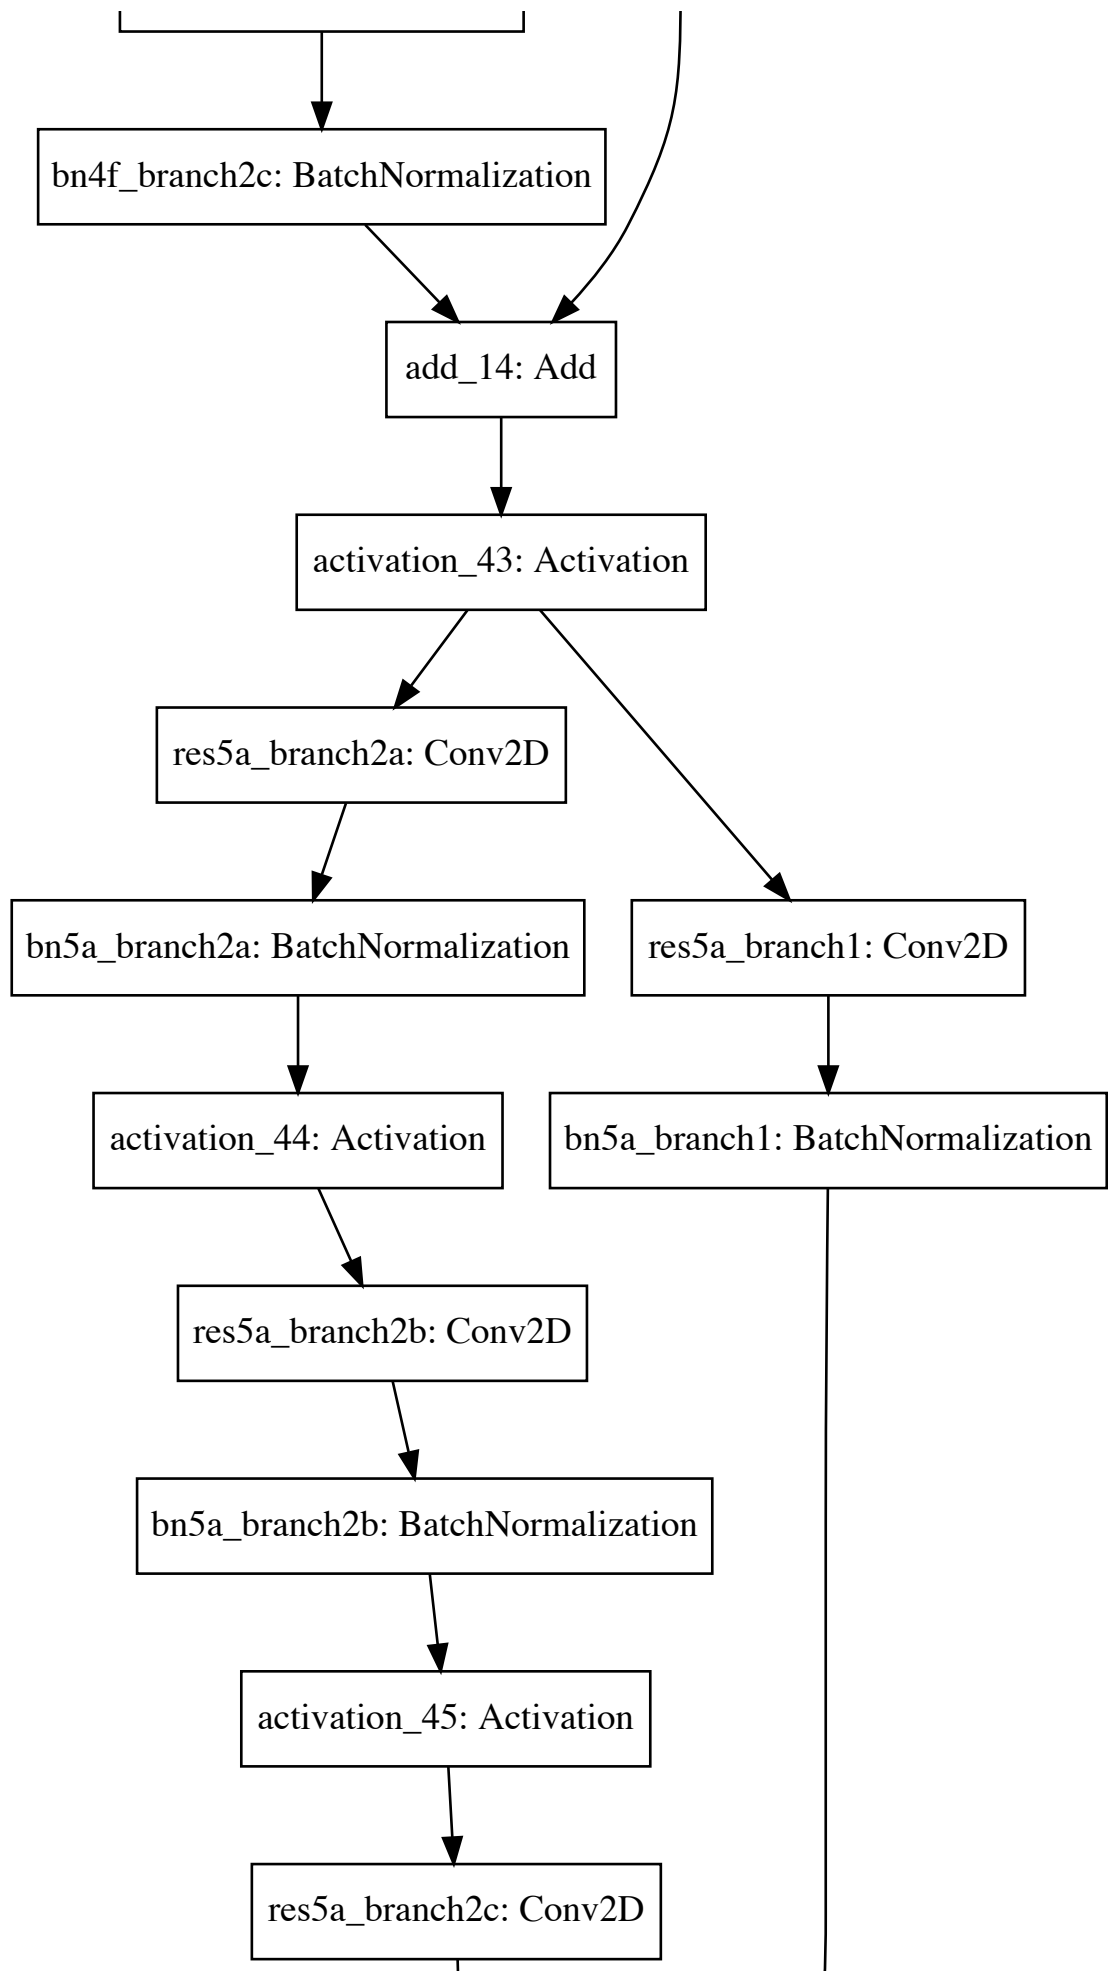 bn4f_branch2c: BatchNormalization
add_14: Add
activation_43: Activation
res5a_branch2a: Conv2D
bn5a_branch2a: BatchNormalization
res5a_branch1: Conv2D
activation_44: Activation
bn5a_branch1: BatchNormalization
res5a_branch2b: Conv2D
bn5a_branch2b: BatchNormalization
activation_45: Activation
res5a_branch2c: Conv2D